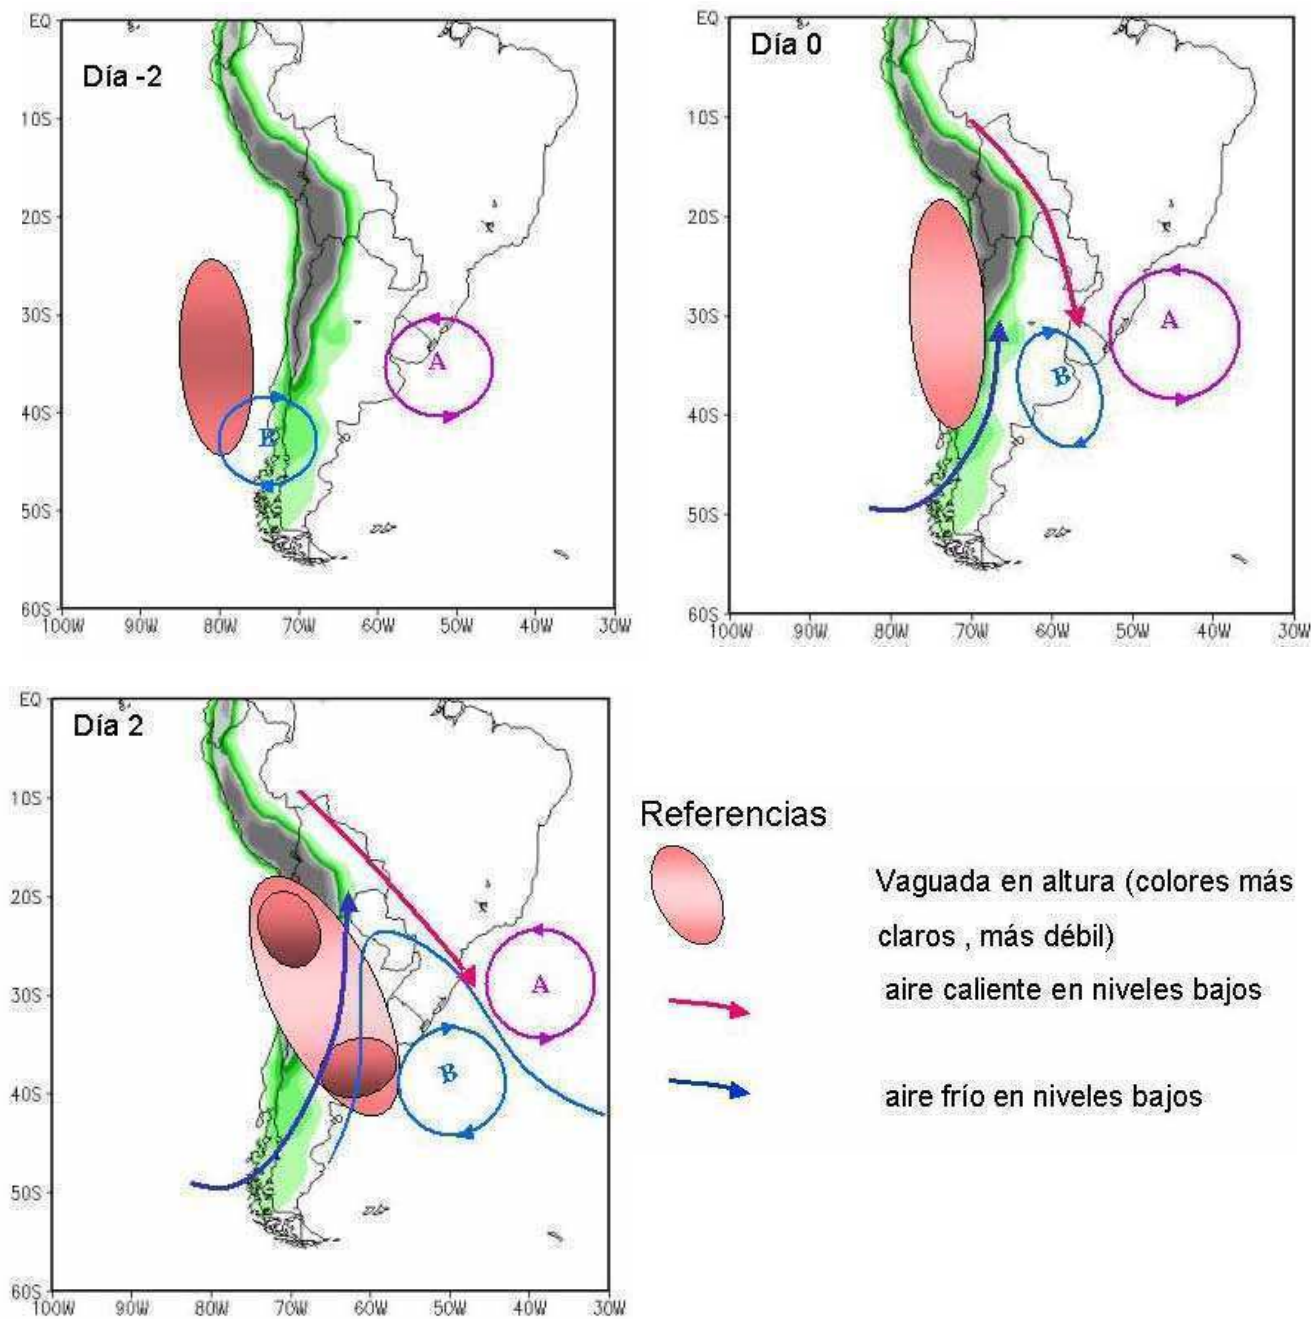 EQ
Día -2
10S
20S
30S
A
40S
B
50S
60S
100W 90W 80W 70W 60W 50W 40W 30W
EQ
Día 0
10S
20S
30S
A
B
40S
50S
60S
100W 90W 80W 70W 60W 50W 40W 30W
EQ
Día 2
10S
20S
30S
A
B
40S
50S
60S
100W 90W 80W 70W 60W 50W 40W 30W
Referencias
Vaguada en altura (colores más
claros , más débil)
aire caliente en niveles bajos
aire frío en niveles bajos